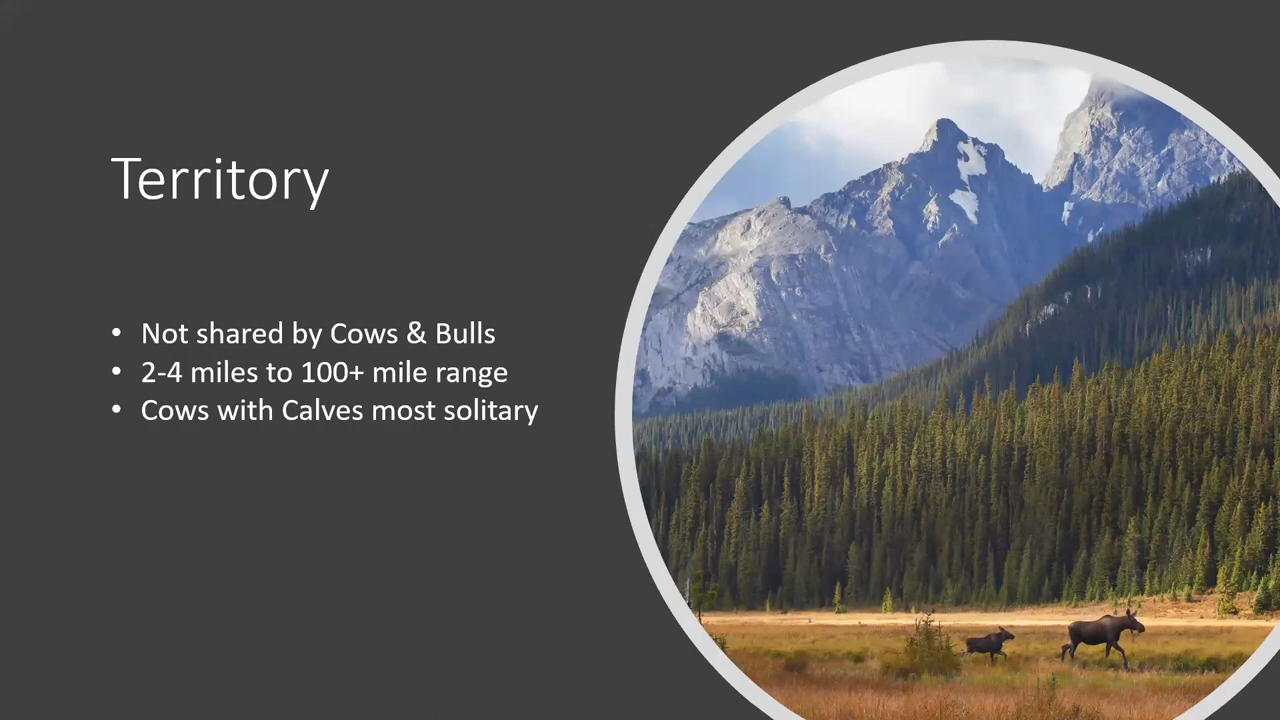 Territory
• Not shared by Cows & Bulls
• 2-4 miles to 100+ mile range
• Cows with Calves most solitary